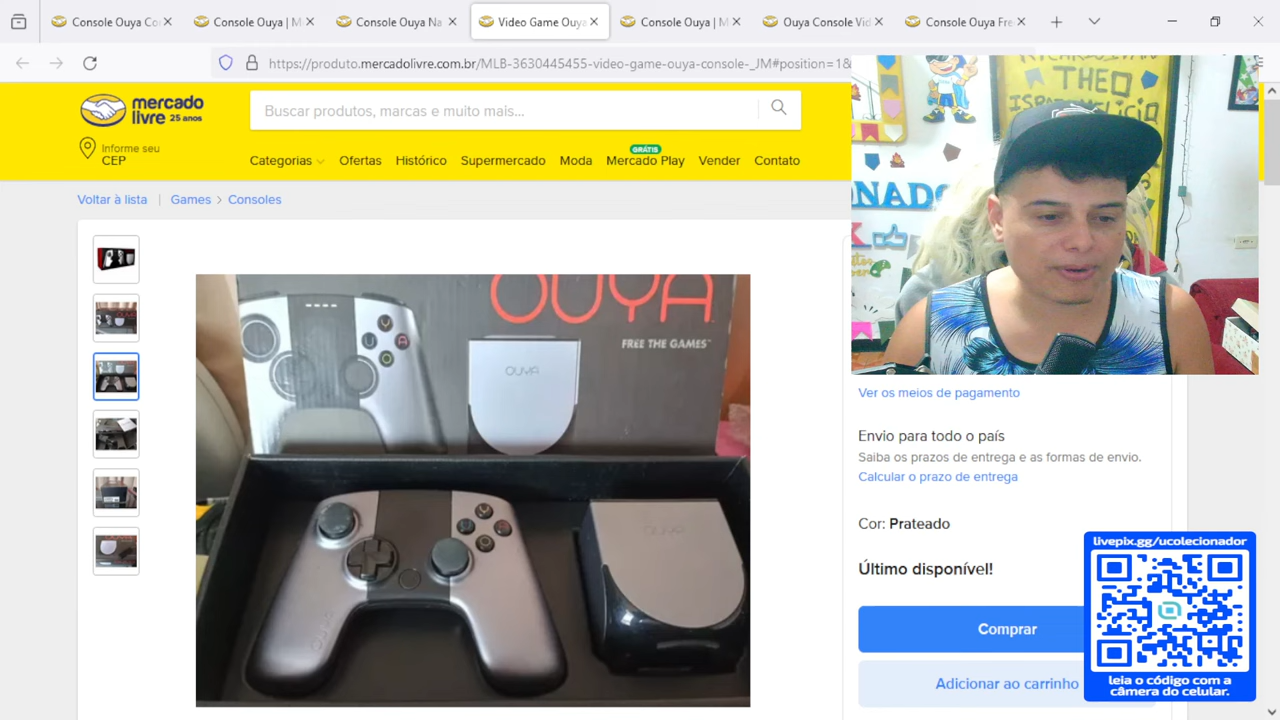 Console Ouya Co
Console Ouya | M
Console Ouya Na
Video Game Ouya
Console Ouya | M
Ouya Console Vid
Console Ouya Fre
https://produto.mercadolivre.com.br/MLB-3630445455-video-game-ouya-console-_JM#position=1&
mercado
livre 25 anos
Buscar produtos, marcas e muito mais...
Informe seu
CEP
Categorias
Ofertas
Histórico
Supermercado
Moda
GRÁTIS
Mercado Play
Vender
Contato
Voltar à lista
Games
Consoles
THEO
OUYA
FREE THE GAMES™
OUYA
OUYA
Y
A
Ver os meios de pagamento
Envio para todo o país
Saiba os prazos de entrega e as formas de envio.
Calcular o prazo de entrega
Cor: Prateado
Último disponível!
Comprar
Adicionar ao carrinho
livepix.gg/ucolecionador
leia o código com a
câmera do celular.